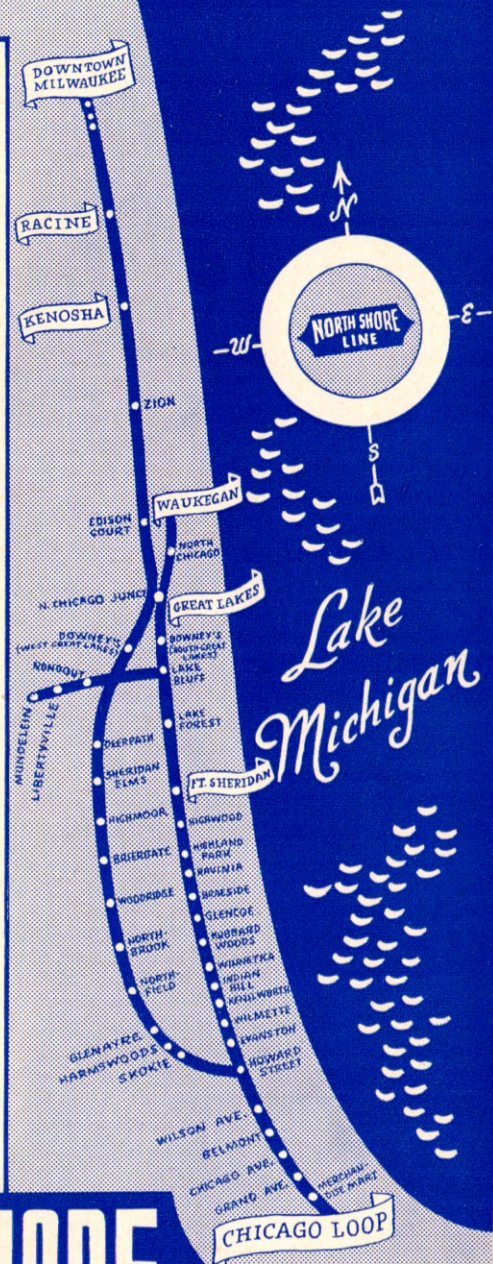 DOWNTOWN
MILWAUKEE
RACINE
KENOSHA
N
W
E
S
NORTH SHORE
LINE
ZION
WAUKEGAN
EDISON
COURT
NORTH
CHICAGO
N. CHICAGO JUNC.
GREAT LAKES
DOWNEY'S
(WEST GREAT LAKES)
DOWNEY'S
(SOUTH GREAT
LAKES)
RONDOUT
LAKE
BLUFF
MUNDELEIN
LIBERTYVILLE
LAKE
FOREST
Lake
Michigan
DEERPATH
SHERIDAN
ELMS
FT. SHERIDAN
HIGHMOOR
HIGHWOOD
BRIERGATE
HIGHLAND
PARK
RAVINIA
WOODRIDGE
BRAESIDE
GLENCOE
NORTH-
BROOK
HUBBARD
WOODS
WINNETKA
NORTH-
FIELD
INDIAN
HILL
KENILWORTH
WILMETTE
EVANSTON
GLENAYRE
HARMSWOODS
SKOKIE
HOWARD
STREET
WILSON AVE.
BELMONT
CHICAGO AVE.
GRAND AVE.
MERCHAN-
DISE MART
CHICAGO LOOP